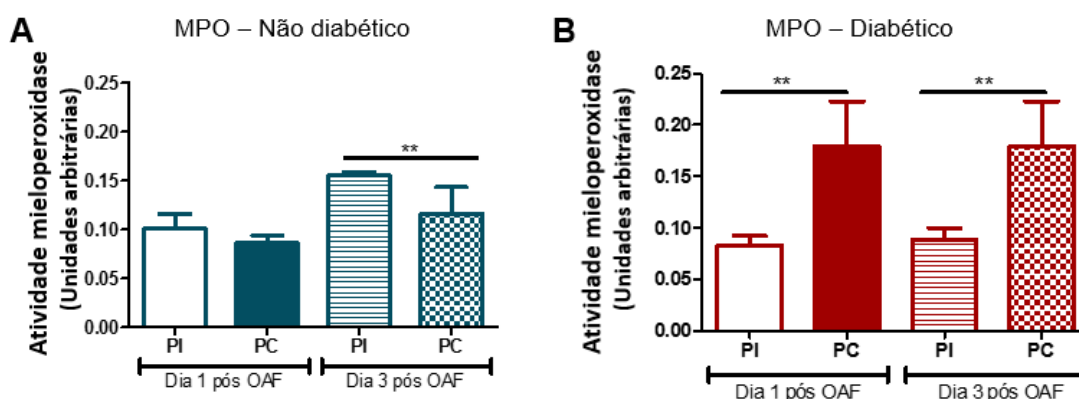 A
MPO – Não diabético
Atividade mieloperoxidase
(Unidades arbitrárias)
0.25
0.20
0.15
0.10
0.05
0.00
**
PI
PC
PI
PC
Dia 1 pós OAF
Dia 3 pós OAF
B
MPO – Diabético
Atividade mieloperoxidase
(Unidades arbitrárias)
0.25
0.20
0.15
0.10
0.05
0.00
**
**
PI
PC
PI
PC
Dia 1 pós OAF
Dia 3 pós OAF